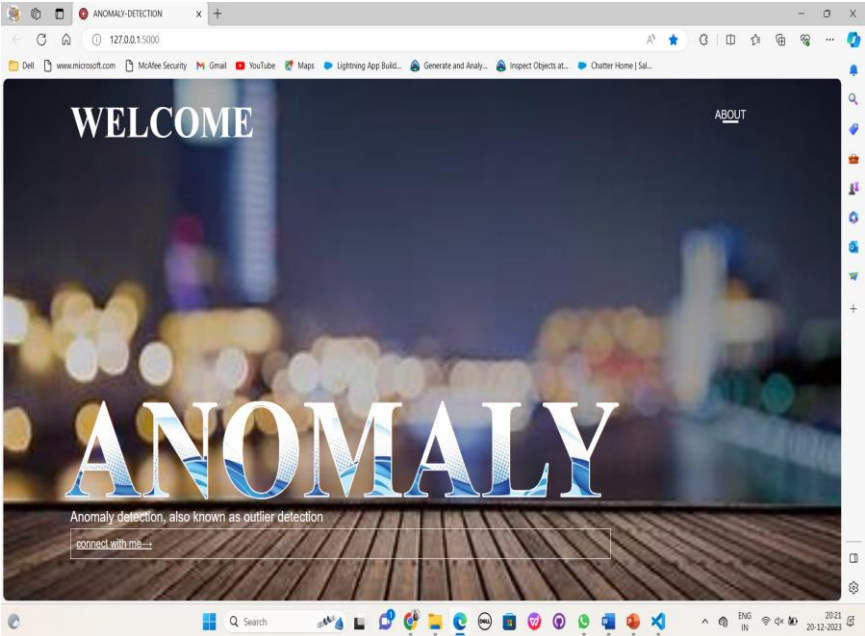 ANOMALY-DETECTION
127.0.0.1:5000
Dell www.microsoft.com McAfee Security Gmail YouTube Maps Lightning App Build... Generate and Analy... Inspect Objects at... Chatter Home | Sal...
WELCOME
ABOUT
ANOMALY
Anomaly detection, also known as outlier detection
connect with me→
Search
ENG
IN
20:21
20-12-2023